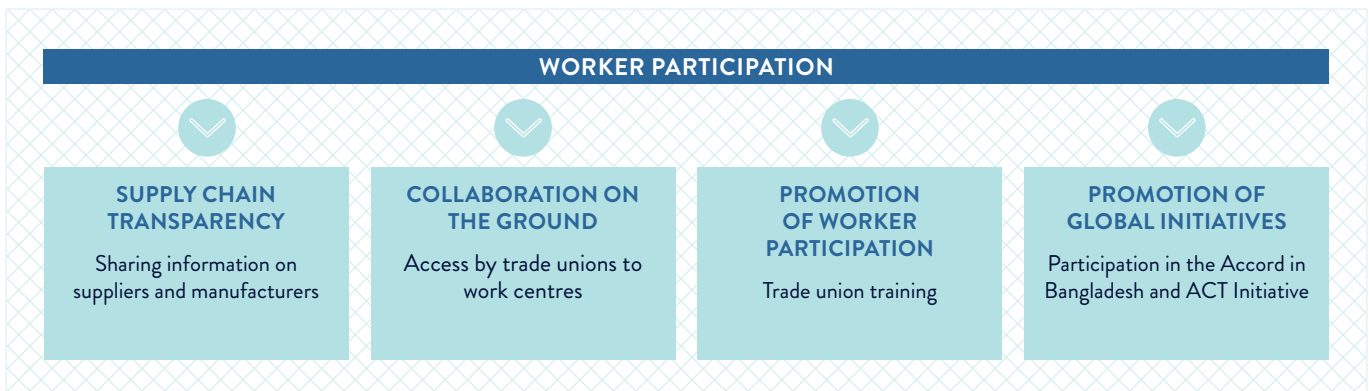 WORKER PARTICIPATION
SUPPLY CHAIN
TRANSPARENCY
Sharing information on
suppliers and manufacturers
COLLABORATION ON
THE GROUND
Access by trade unions to
work centres
PROMOTION
OF WORKER
PARTICIPATION
Trade union training
PROMOTION OF
GLOBAL INITIATIVES
Participation in the Accord in
Bangladesh and ACT Initiative